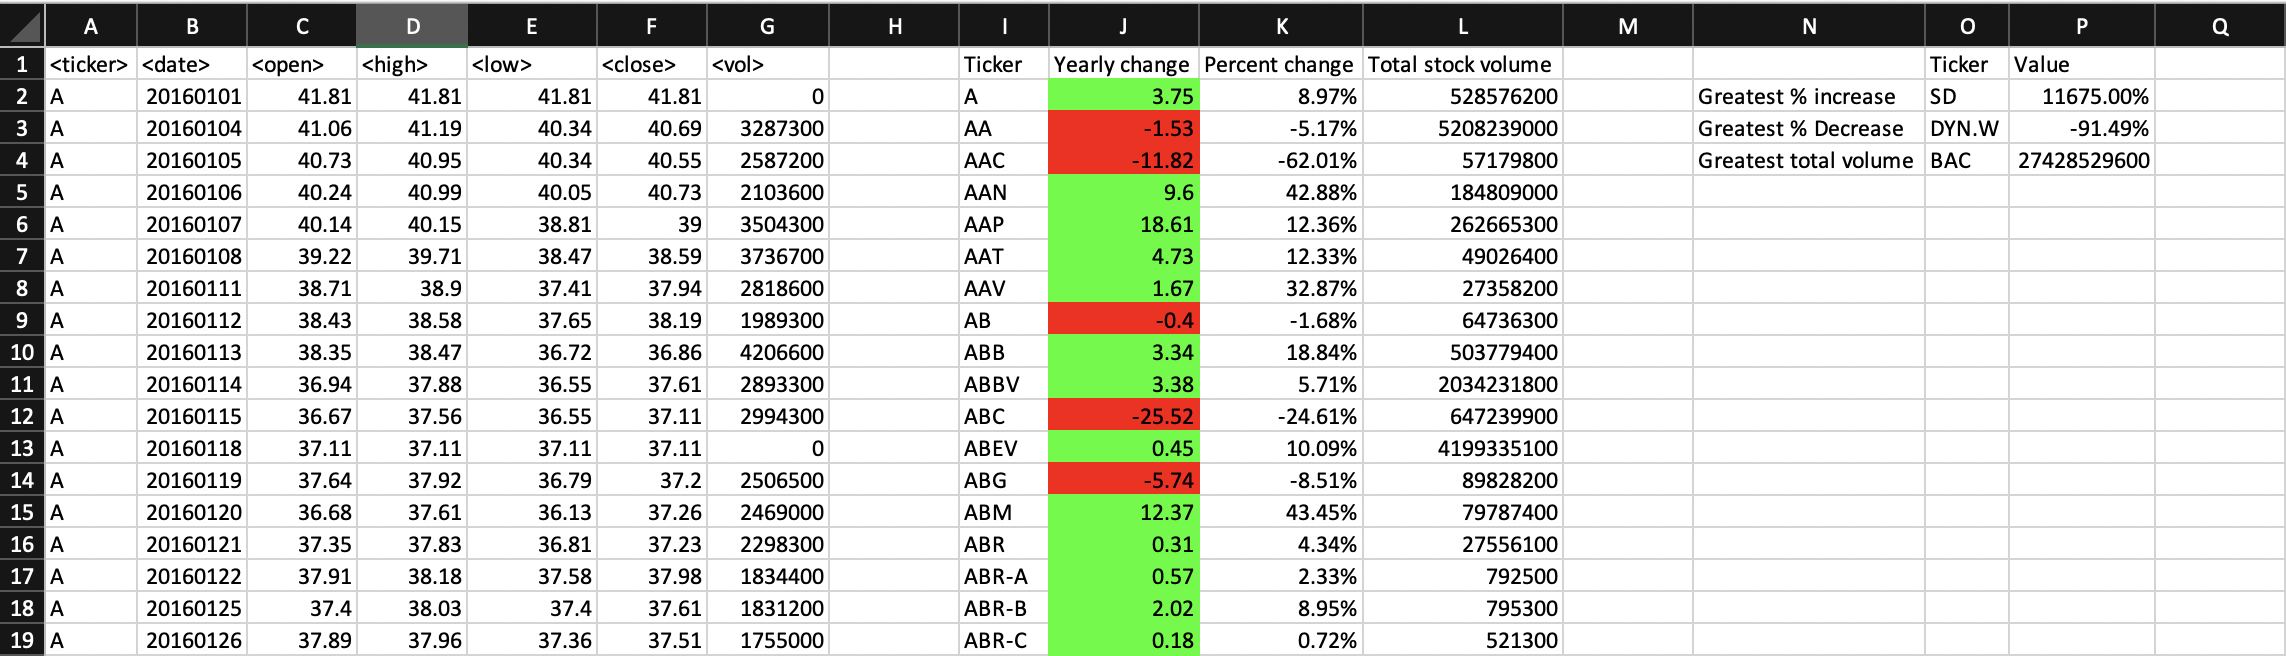 A B C D E F G H I J K L M N O P Q
1 <ticker> <date> <open> <high> <low> <close> <vol> Ticker Yearly change Percent change Total stock volume Ticker Value
2 A 20160101 41.81 41.81 41.81 41.81 0 A 3.75 8.97% 528576200 Greatest % increase SD 11675.00%
3 A 20160104 41.06 41.19 40.34 40.69 3287300 AA -1.53 -5.17% 5208239000 Greatest % Decrease DYN.W -91.49%
4 A 20160105 40.73 40.95 40.34 40.55 2587200 AAC -11.82 -62.01% 57179800 Greatest total volume BAC 27428529600
5 A 20160106 40.24 40.99 40.05 40.73 2103600 AAN 9.6 42.88% 184809000
6 A 20160107 40.14 40.15 38.81 39 3504300 AAP 18.61 12.36% 262665300
7 A 20160108 39.22 39.71 38.47 38.59 3736700 AAT 4.73 12.33% 49026400
8 A 20160111 38.71 38.9 37.41 37.94 2818600 AAV 1.67 32.87% 27358200
9 A 20160112 38.43 38.58 37.65 38.19 1989300 AB -0.4 -1.68% 64736300
10 A 20160113 38.35 38.47 36.72 36.86 4206600 ABB 3.34 18.84% 503779400
11 A 20160114 36.94 37.88 36.55 37.61 2893300 ABBV 3.38 5.71% 2034231800
12 A 20160115 36.67 37.56 36.55 37.11 2994300 ABC -25.52 -24.61% 647239900
13 A 20160118 37.11 37.11 37.11 37.11 0 ABEV 0.45 10.09% 4199335100
14 A 20160119 37.64 37.92 36.79 37.2 2506500 ABG -5.74 -8.51% 89828200
15 A 20160120 36.68 37.61 36.13 37.26 2469000 ABM 12.37 43.45% 79787400
16 A 20160121 37.35 37.83 36.81 37.23 2298300 ABR 0.31 4.34% 27556100
17 A 20160122 37.91 38.18 37.58 37.98 1834400 ABR-A 0.57 2.33% 792500
18 A 20160125 37.4 38.03 37.4 37.61 1831200 ABR-B 2.02 8.95% 795300
19 A 20160126 37.89 37.96 37.36 37.51 1755000 ABR-C 0.18 0.72% 521300